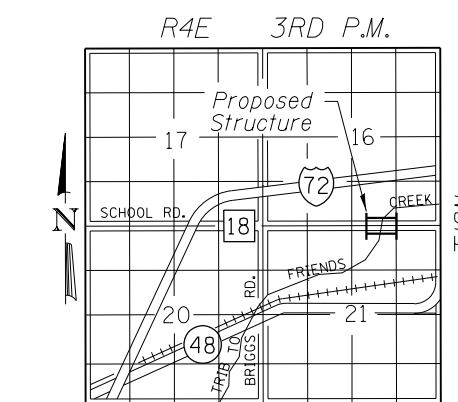 R4E 3RD P.M.
Proposed
Structure
17
16
72
SCHOOL RD.
18
CREEK
N
FRIENDS
RD.
20
21
48
TRIB TO
BRIGGS